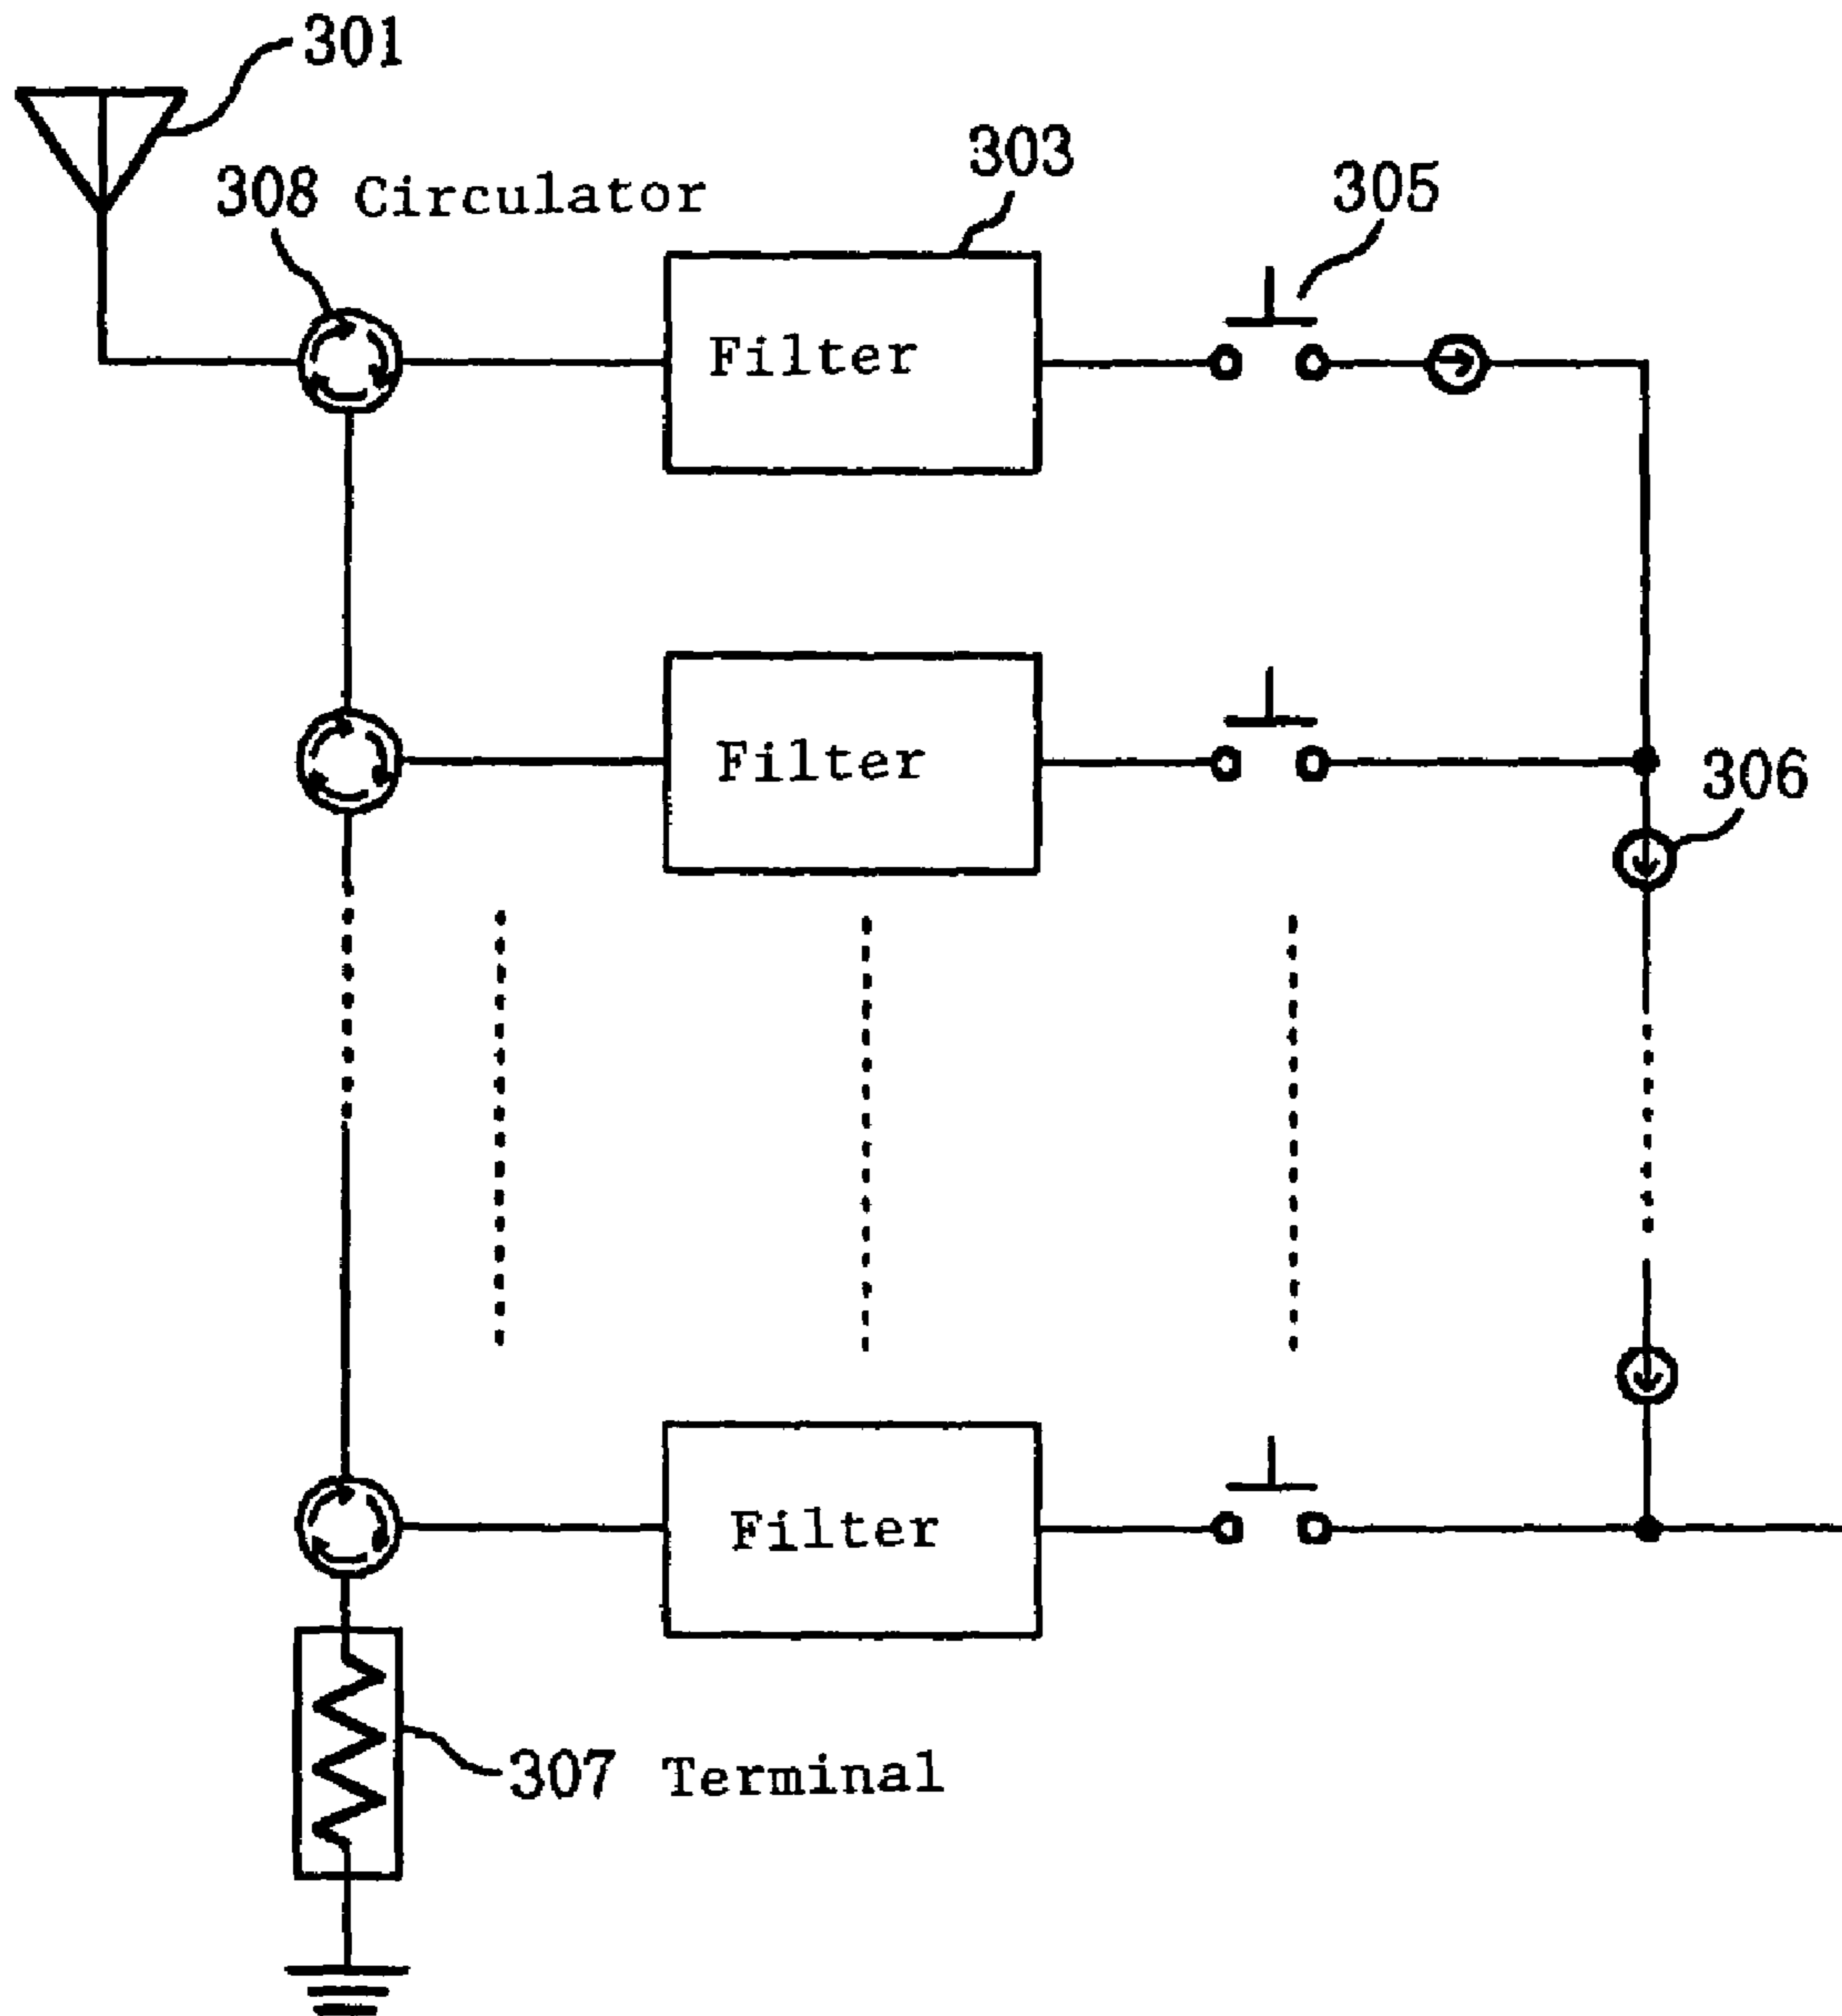 301
303
305
308 Circulator
Filter
Filter
306
Filter
307 Terminal